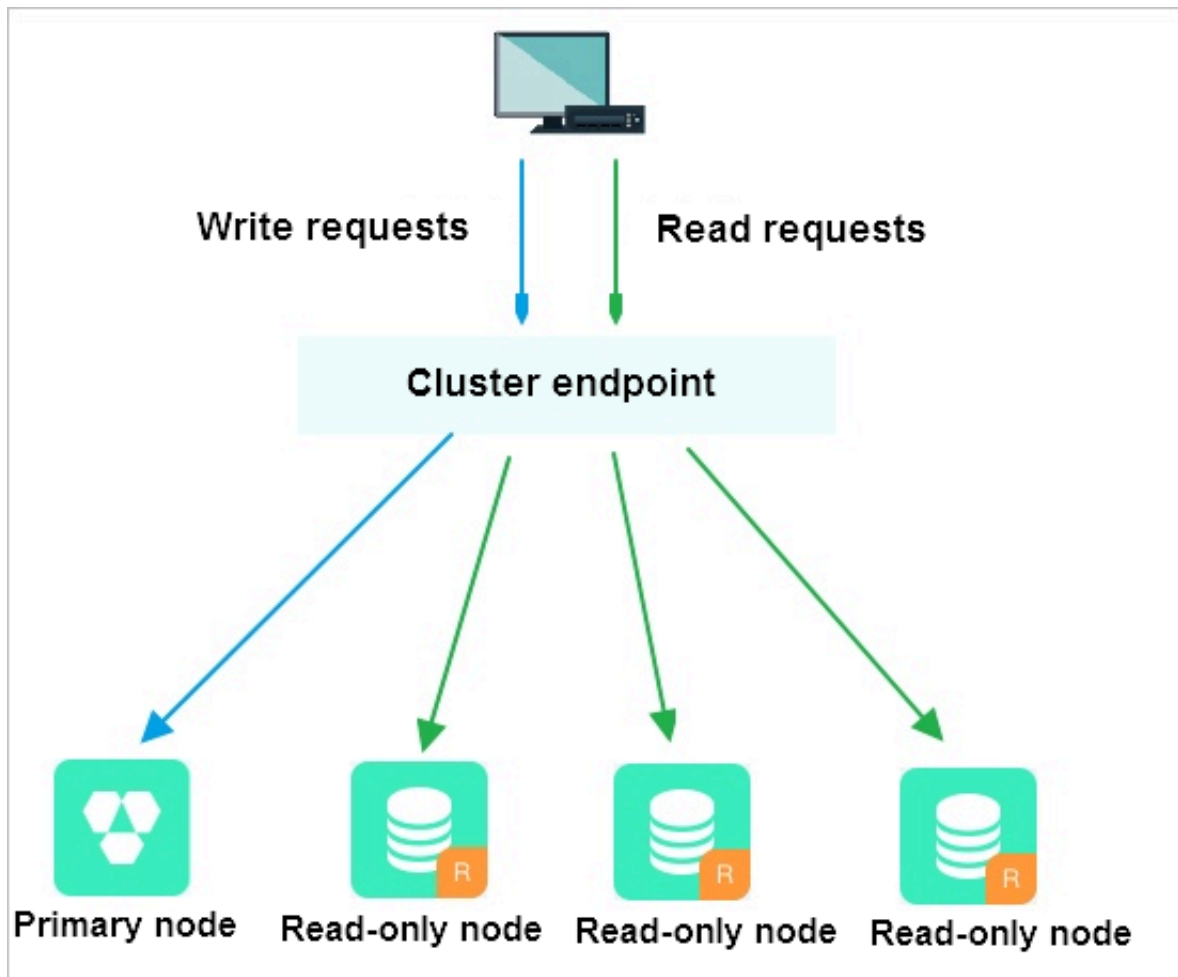 Write requests
Read requests
Cluster endpoint
R
R
R
Primary node
Read-only node
Read-only node
Read-only node